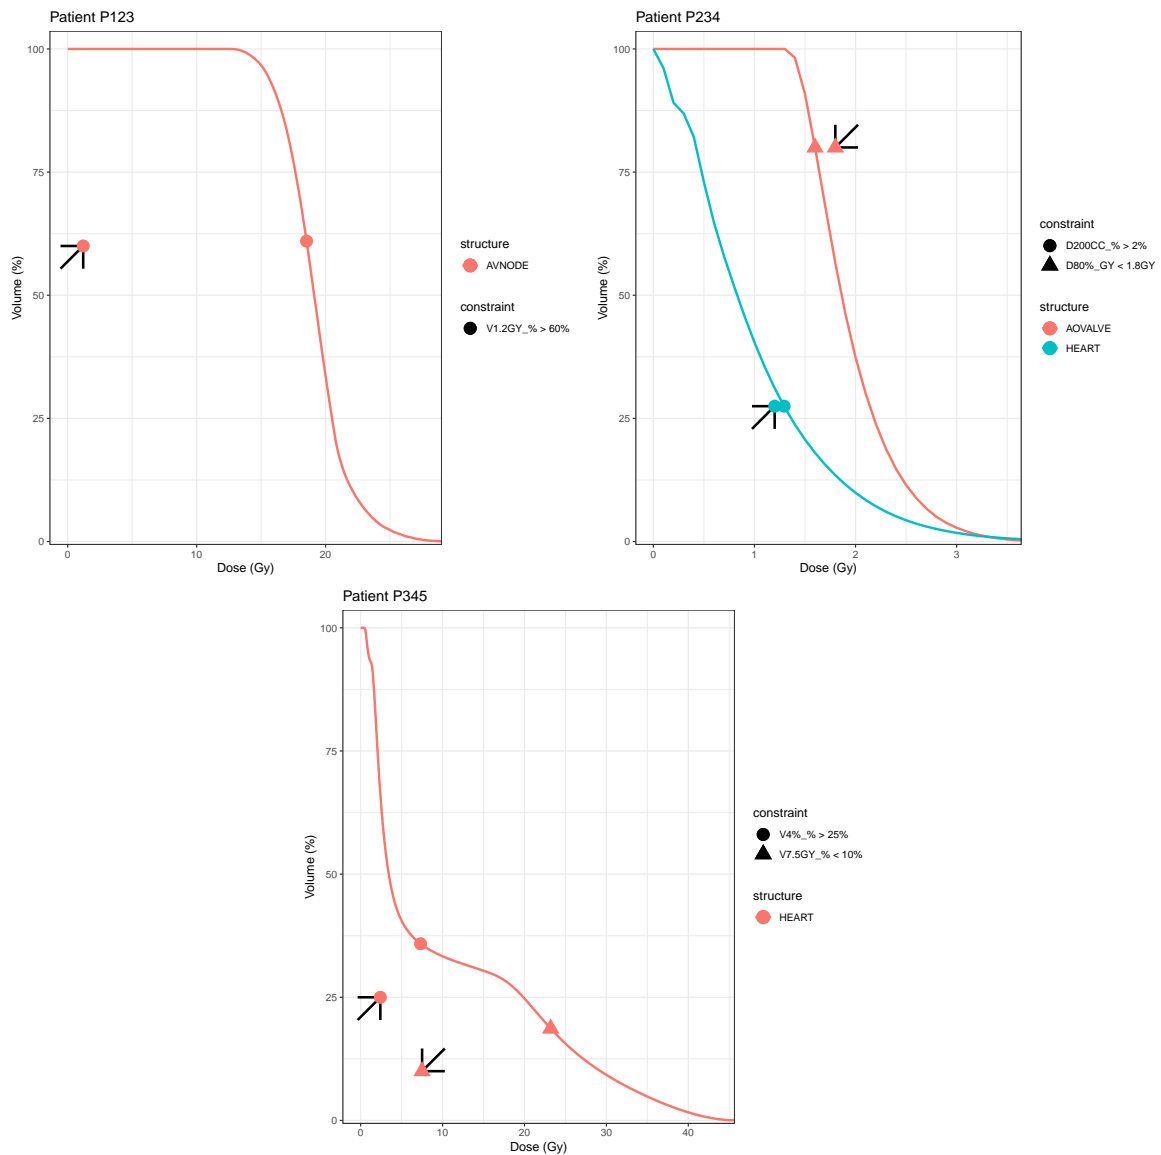 Patient P123
100
75
50
25
0
Volume (%)
0 10 20
Dose (Gy)
structure
AVNODE
constraint
V1.2GY_% > 60%
Patient P234
100
75
50
25
0
Volume (%)
0 1 2 3
Dose (Gy)
constraint
D200CC_% > 2%
D80%_GY < 1.8GY
structure
AOVALVE
HEART
Patient P345
100
75
50
25
0
Volume (%)
0 10 20 30 40
Dose (Gy)
constraint
V4%_% > 25%
V7.5GY_% < 10%
structure
HEART